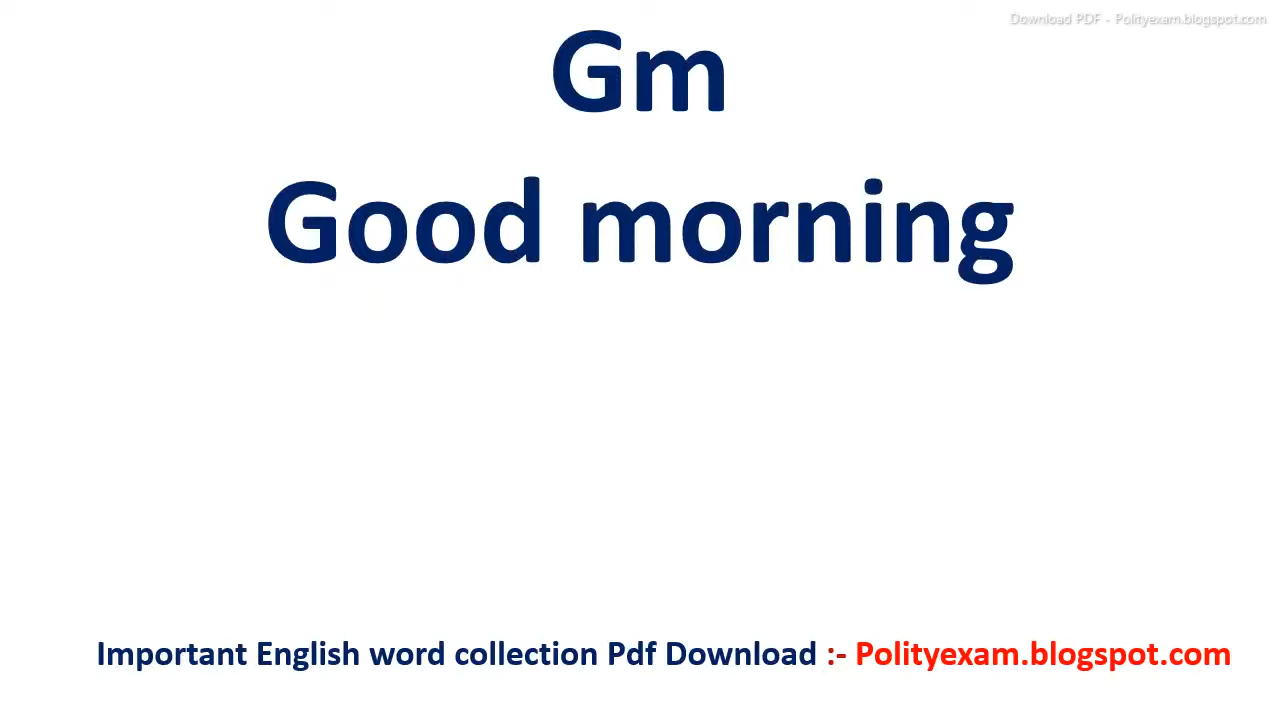 Download PDF - Polityexam.blogspot.com
Gm
Good morning
Important English word collection Pdf Download :- Polityexam.blogspot.com